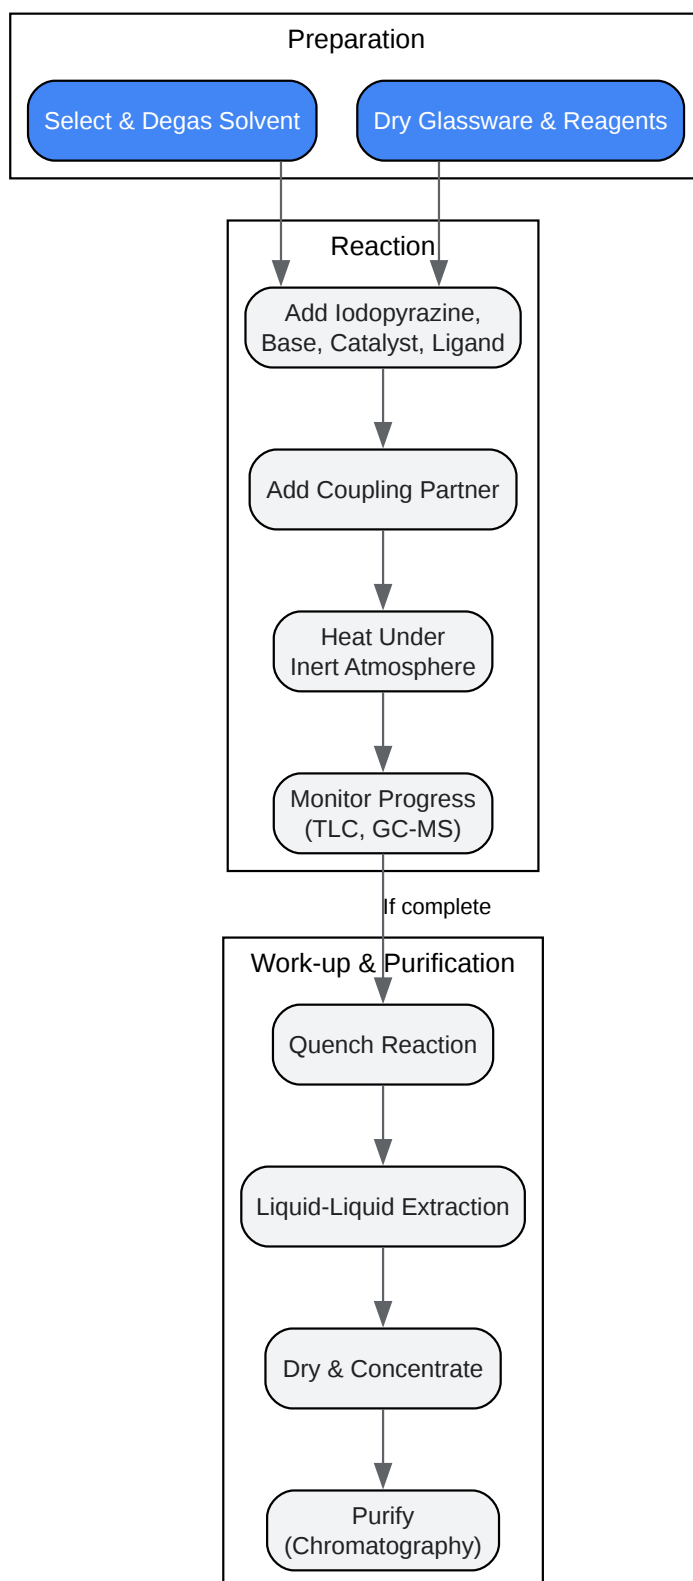 Preparation
Select & Degas Solvent
Dry Glassware & Reagents
Reaction
Add Iodopyrazine,
Base, Catalyst, Ligand
Add Coupling Partner
Heat Under
Inert Atmosphere
Monitor Progress
(TLC, GC-MS)
If complete
Work-up & Purification
Quench Reaction
Liquid-Liquid Extraction
Dry & Concentrate
Purify
(Chromatography)